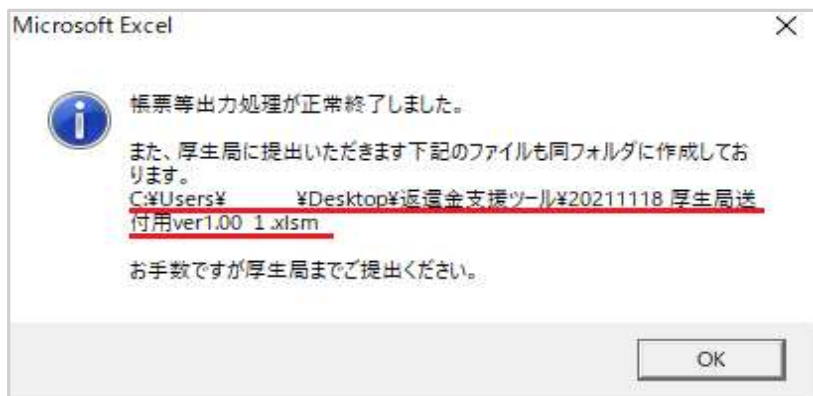 Microsoft Excel
帳票等出力処理が正常終了しました。
また、厚生局に提出いただきます下記のファイルも同フォルダに作成してお
ります。
C:¥Users¥        ¥Desktop¥返還金支援ツール¥20211118 厚生局送
付用ver1.00 1 .xlsm
お手数ですが厚生局までご提出ください。
OK